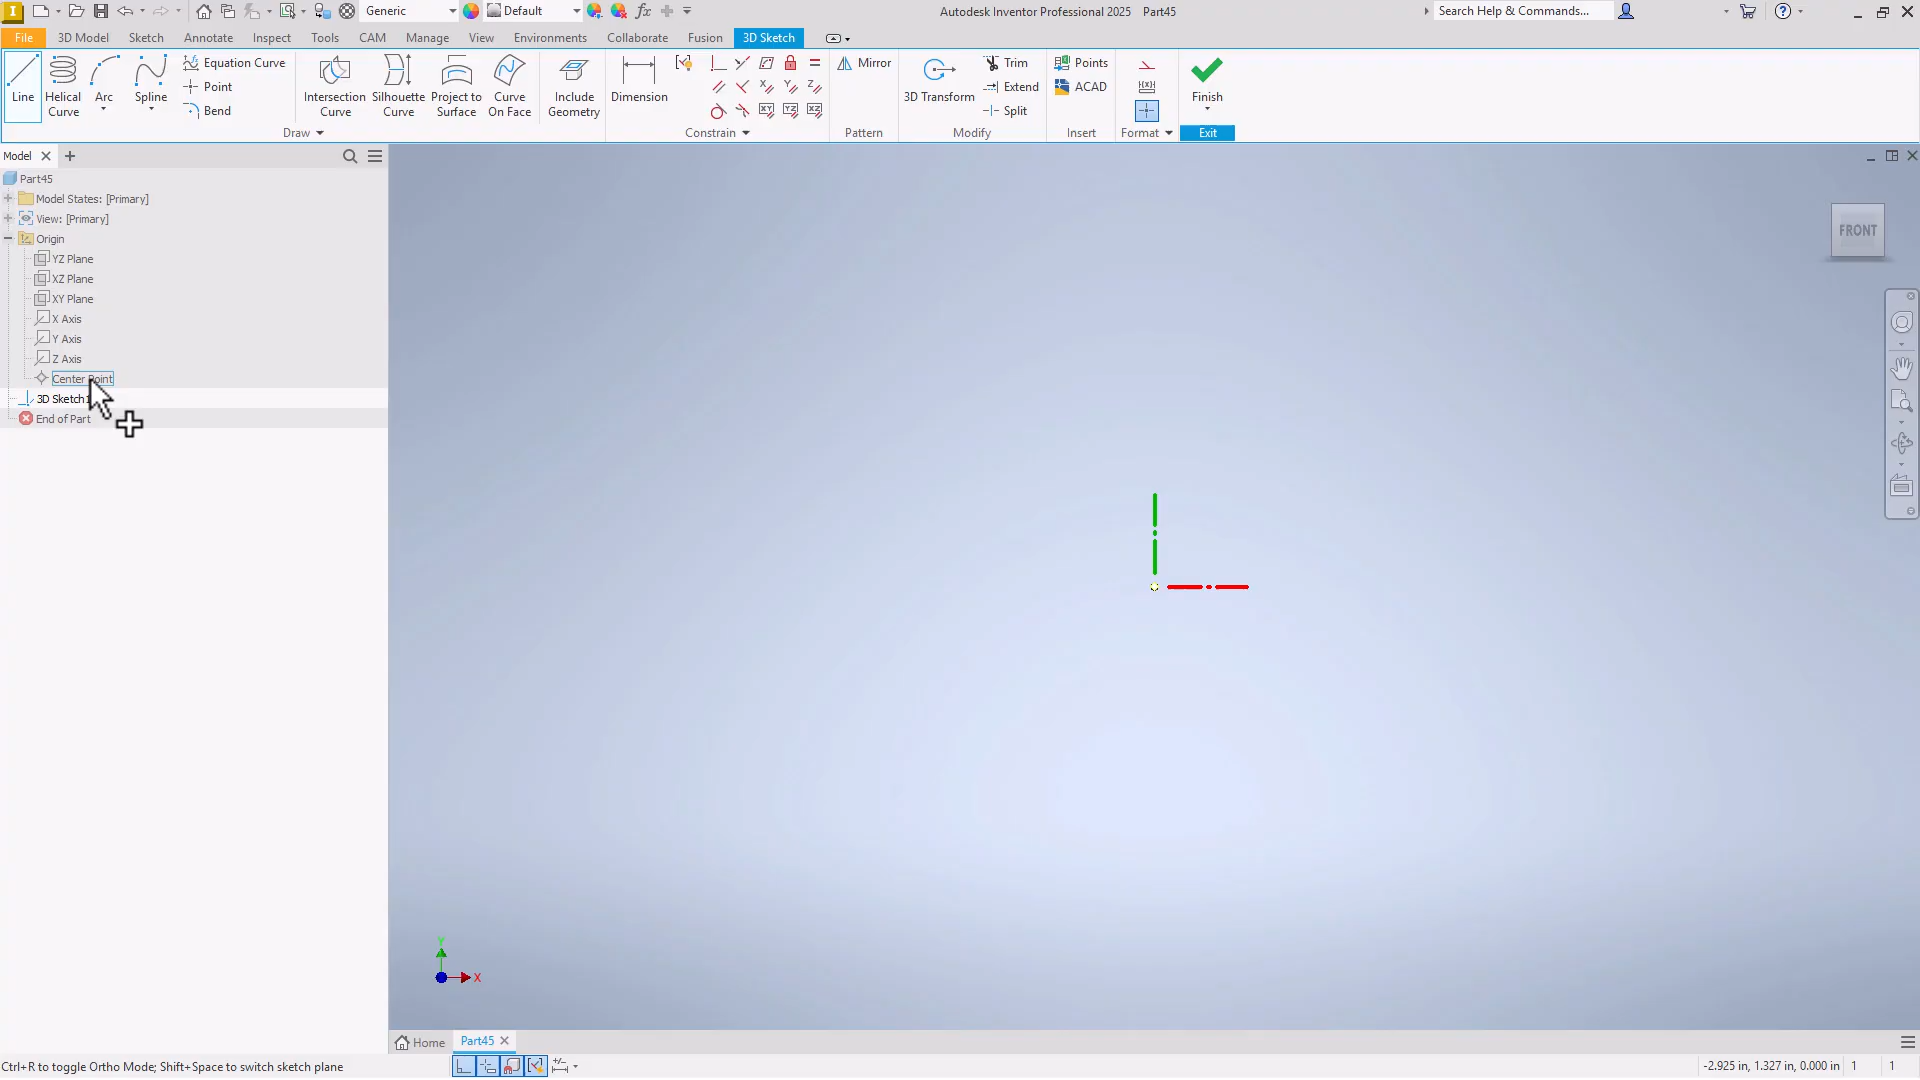 Generic
Default
fx
Autodesk Inventor Professional 2025 Part45
Search Help & Commands...
File 3D Model Sketch Annotate Inspect Tools CAM Manage View Environments Collaborate Fusion 3D Sketch
Line
Helical
Curve
Arc
Spline
Equation Curve
Point
Bend
Draw
Intersection
Curve
Silhouette
Curve
Project to
Surface
Curve
On Face
Include
Geometry
Dimension
Constrain
Mirror
Pattern
3D Transform
Trim
Extend
Split
Modify
Points
ACAD
Insert
Format
Finish
Exit
Model
Part45
Model States: [Primary]
View: [Primary]
Origin
YZ Plane
XZ Plane
XY Plane
X Axis
Y Axis
Z Axis
Center Point
3D Sketch1
End of Part
FRONT
Y
X
Home
Part45
Ctrl+R to toggle Ortho Mode; Shift+Space to switch sketch plane
-2.925 in, 1.327 in, 0.000 in 1 1